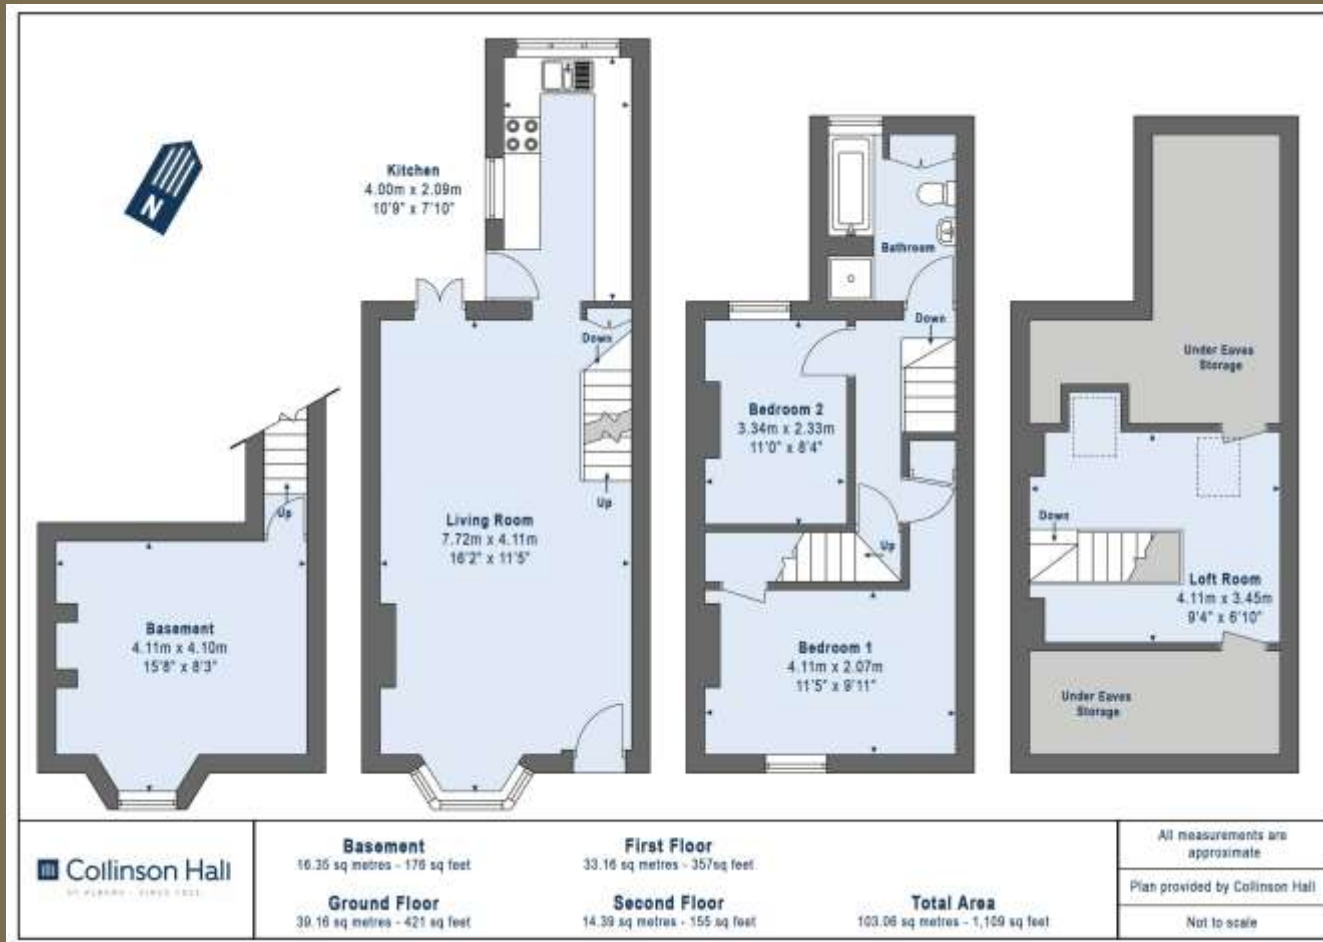 N
Kitchen
4.00m x 2.09m
10'9" x 7'10"
Bathroom
Down
Down
Under Eaves
Storage
Bedroom 2
3.34m x 2.33m
11'0" x 8'4"
Up
Living Room
7.72m x 4.11m
16'2" x 11'5"
Up
Up
Down
Loft Room
4.11m x 3.45m
9'4" x 6'10"
Basement
4.11m x 4.10m
15'8" x 8'3"
Bedroom 1
4.11m x 2.07m
11'5" x 9'11"
Under Eaves
Storage
Collinson Hall
Basement
16.35 sq metres - 176 sq feet
First Floor
33.16 sq metres - 357sq feet
Ground Floor
39.16 sq metres - 421 sq feet
Second Floor
14.39 sq metres - 155 sq feet
Total Area
103.06 sq metres - 1,109 sq feet
All measurements are
approximate
Plan provided by Collinson Hall
Not to scale